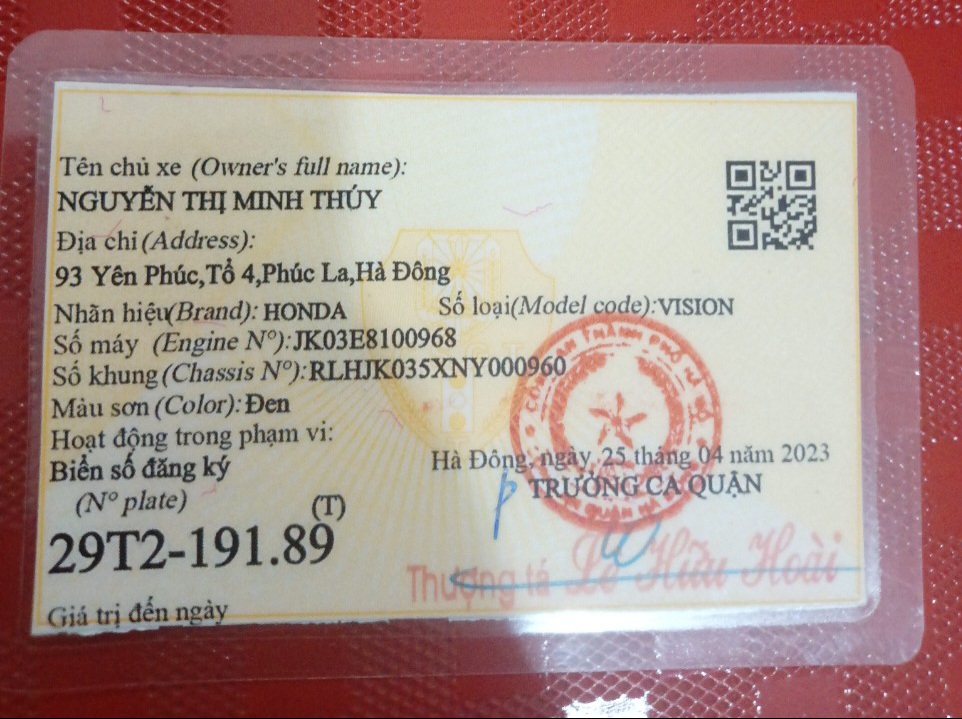 Tên chủ xe (Owner's full name):
NGUYỄN THỊ MINH THÚY
Địa chỉ (Address):
93 Yên Phúc,Tổ 4,Phúc La,Hà Đông
Nhãn hiệu(Brand): HONDA
Số loại(Model code):VISION
Số máy (Engine N°):JK03E8100968
Số khung (Chassis N°):RLHJK035XNY000960
Màu sơn (Color): Đen
Hoạt động trong phạm vi:
Biển số đăng ký
(N° plate)
(T)
29T2-191.89
Giá trị đến ngày
Hà Đông, ngày 25 tháng 04 năm 2023
TRƯỞNG CA QUẬN
Thượng tá Lê Hữu Hoài